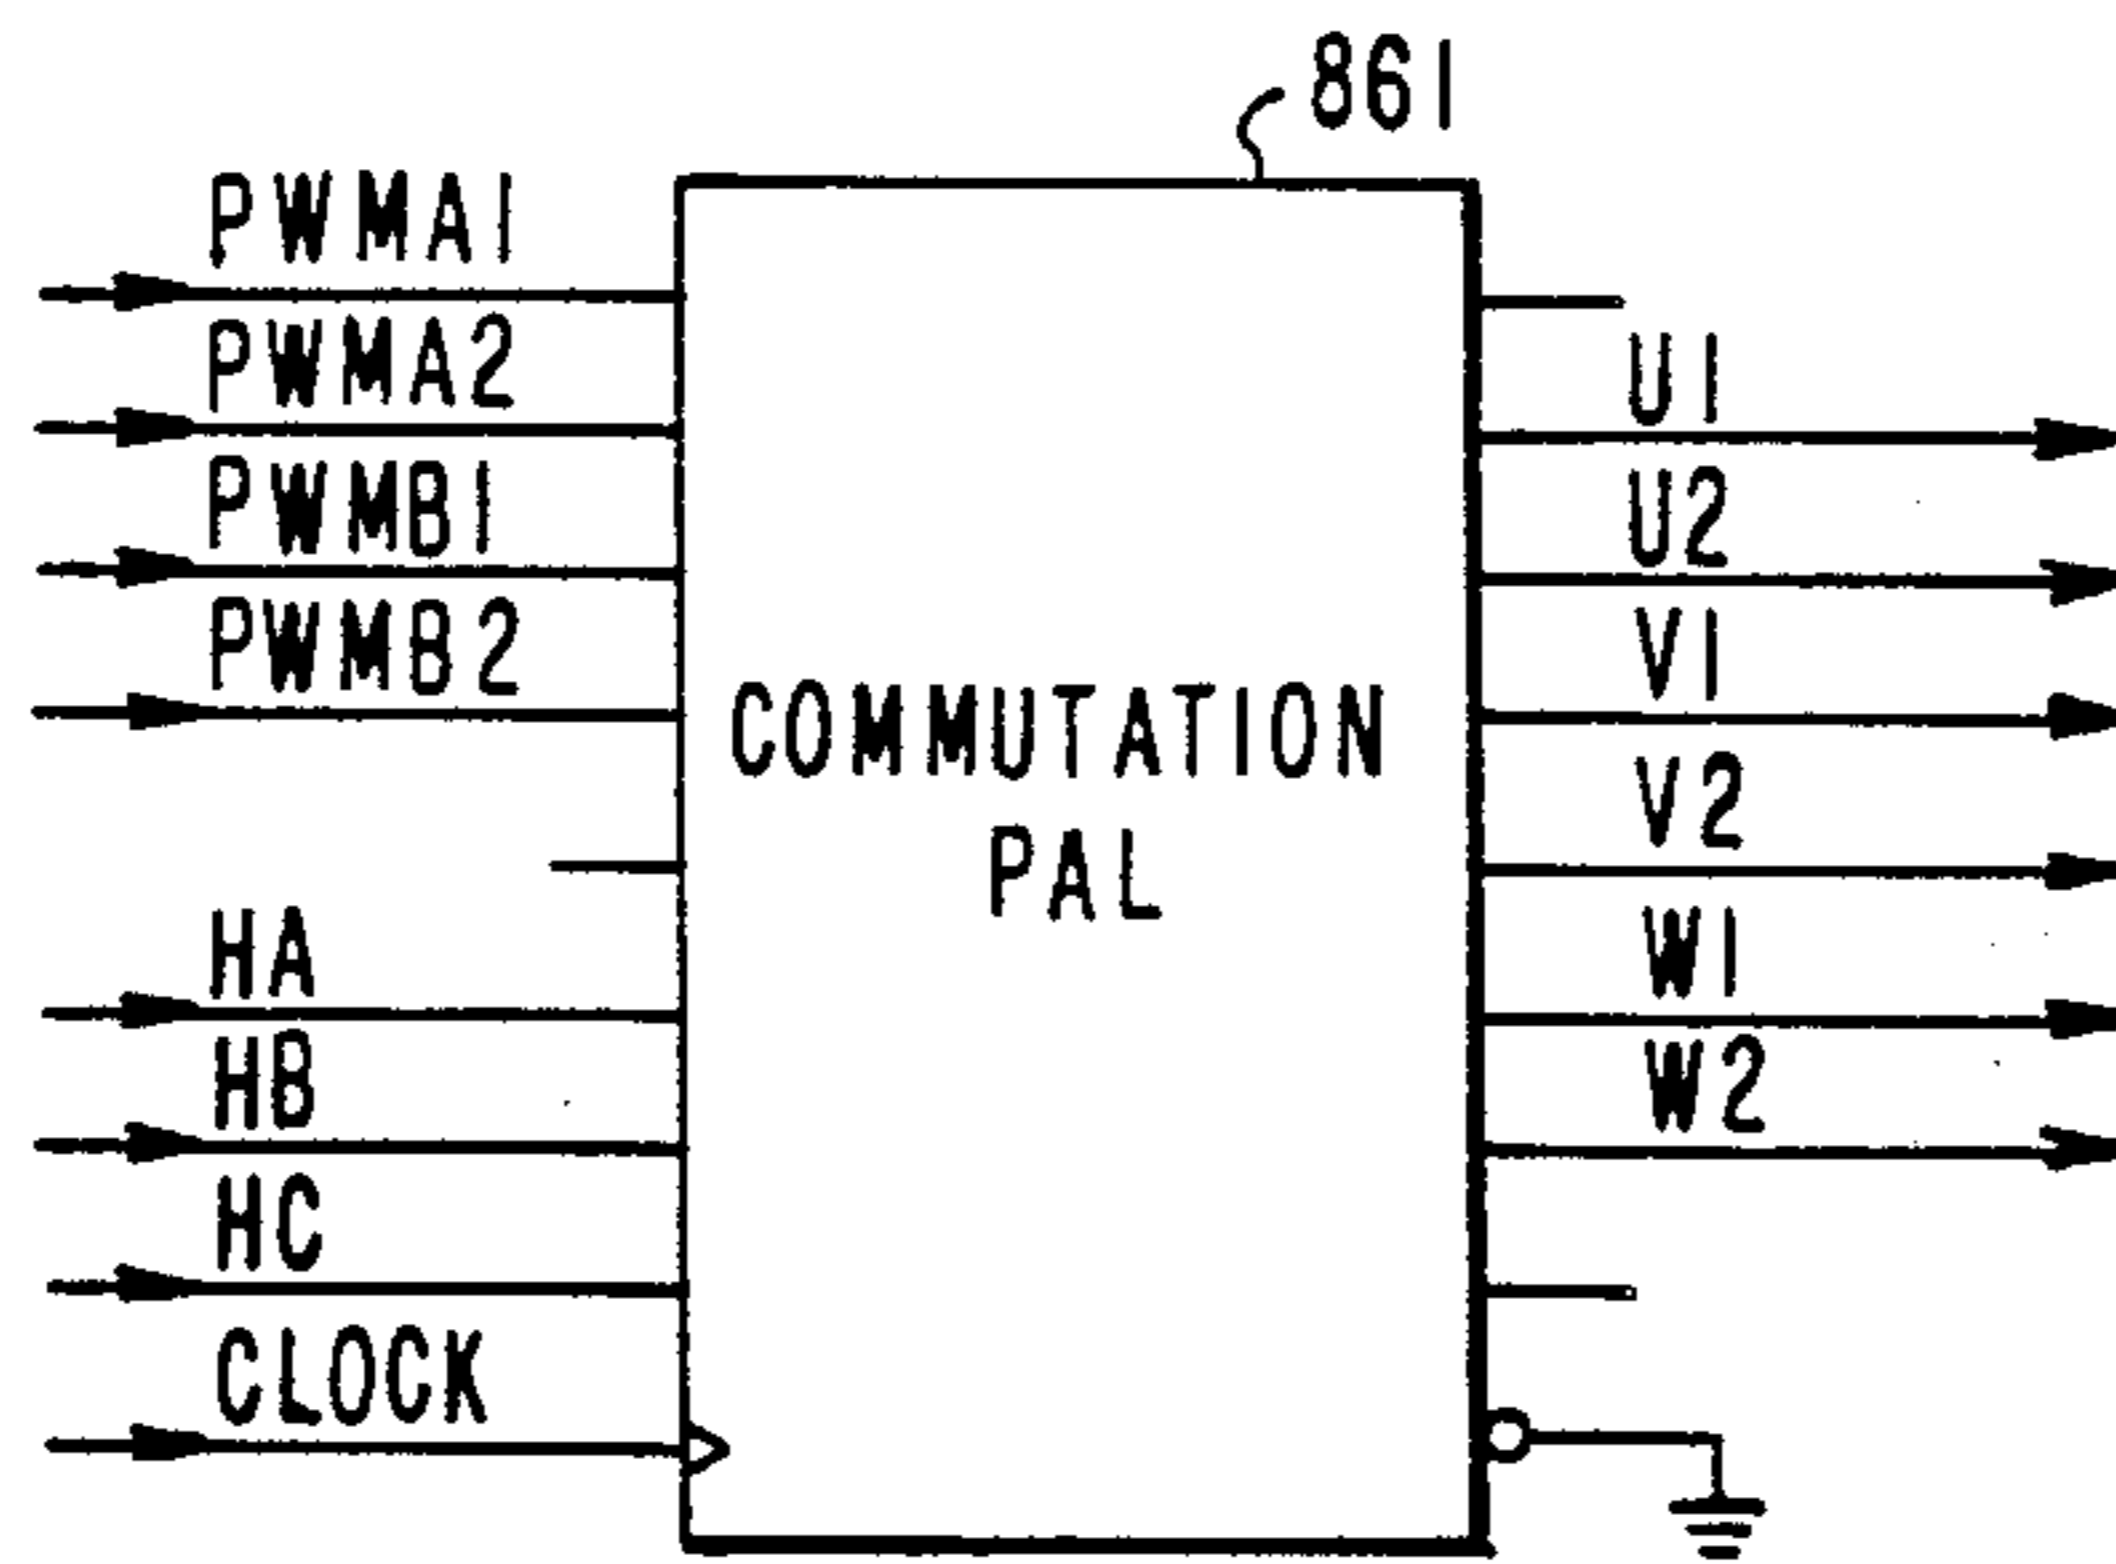 861
PWMA1
PWMA2
PWMB1
PWMB2
HA
HB
HC
CLOCK
COMMUTATION
PAL
U1
U2
V1
V2
W1
W2